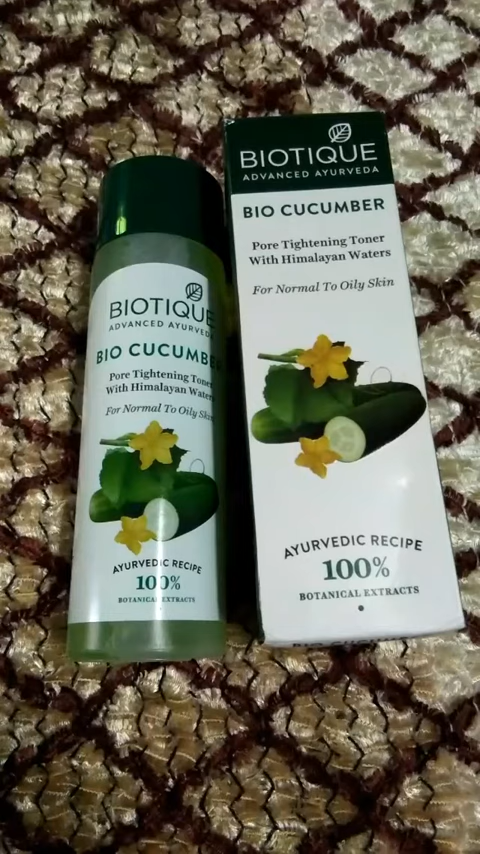 BIOTIQUE
ADVANCED AYURVEDA
BIO CUCUMBER
Pore Tightening Toner
With Himalayan Waters
For Normal To Oily Skin
AYURVEDIC RECIPE
100%
BOTANICAL EXTRACTS
BIOTIQUE
ADVANCED AYURVEDA
BIO CUCUMBER
Pore Tightening Toner
With Himalayan Waters
For Normal To Oily Skin
AYURVEDIC RECIPE
100%
BOTANICAL EXTRACTS